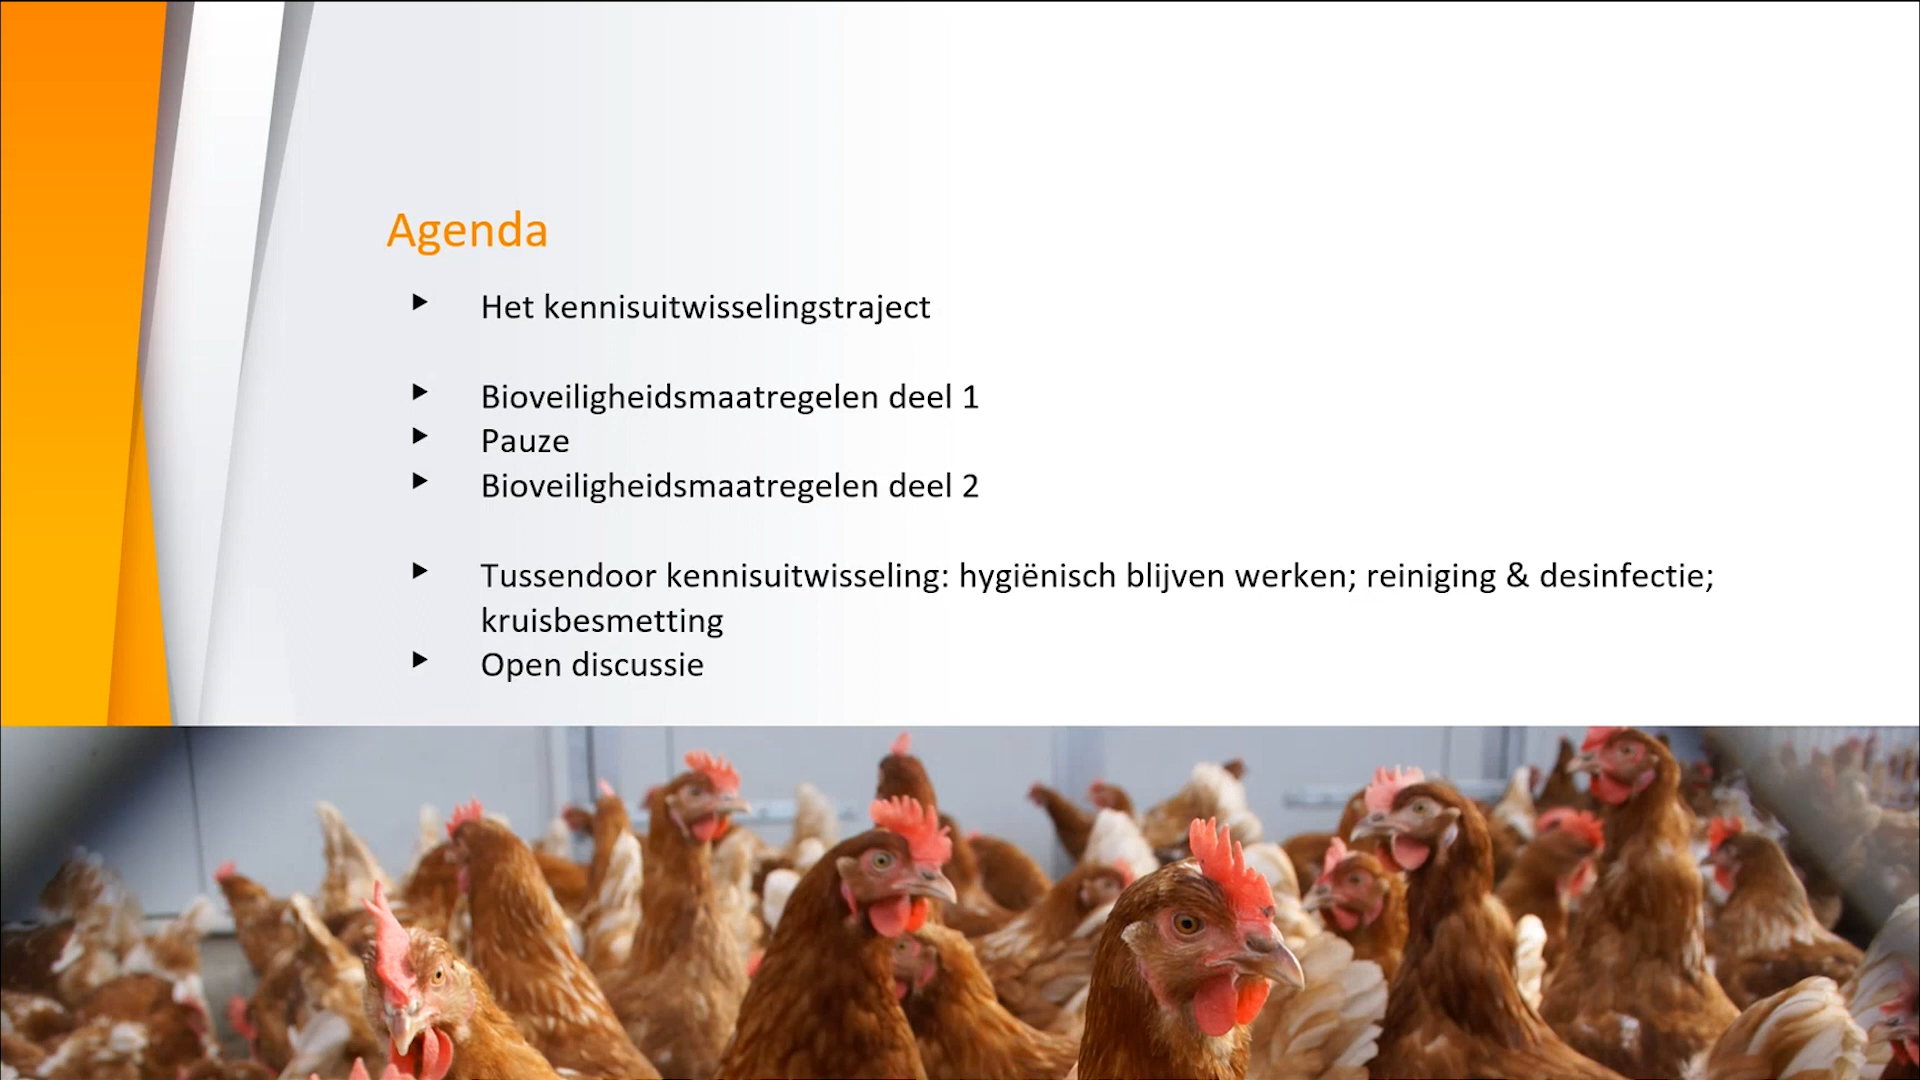 Agenda
Het kennisuitwisselingstraject
Bioveiligheidsmaatregelen deel 1
Pauze
Bioveiligheidsmaatregelen deel 2
Tussendoor kennisuitwisseling: hygiënisch blijven werken; reiniging & desinfectie;
kruisbesmetting
Open discussie